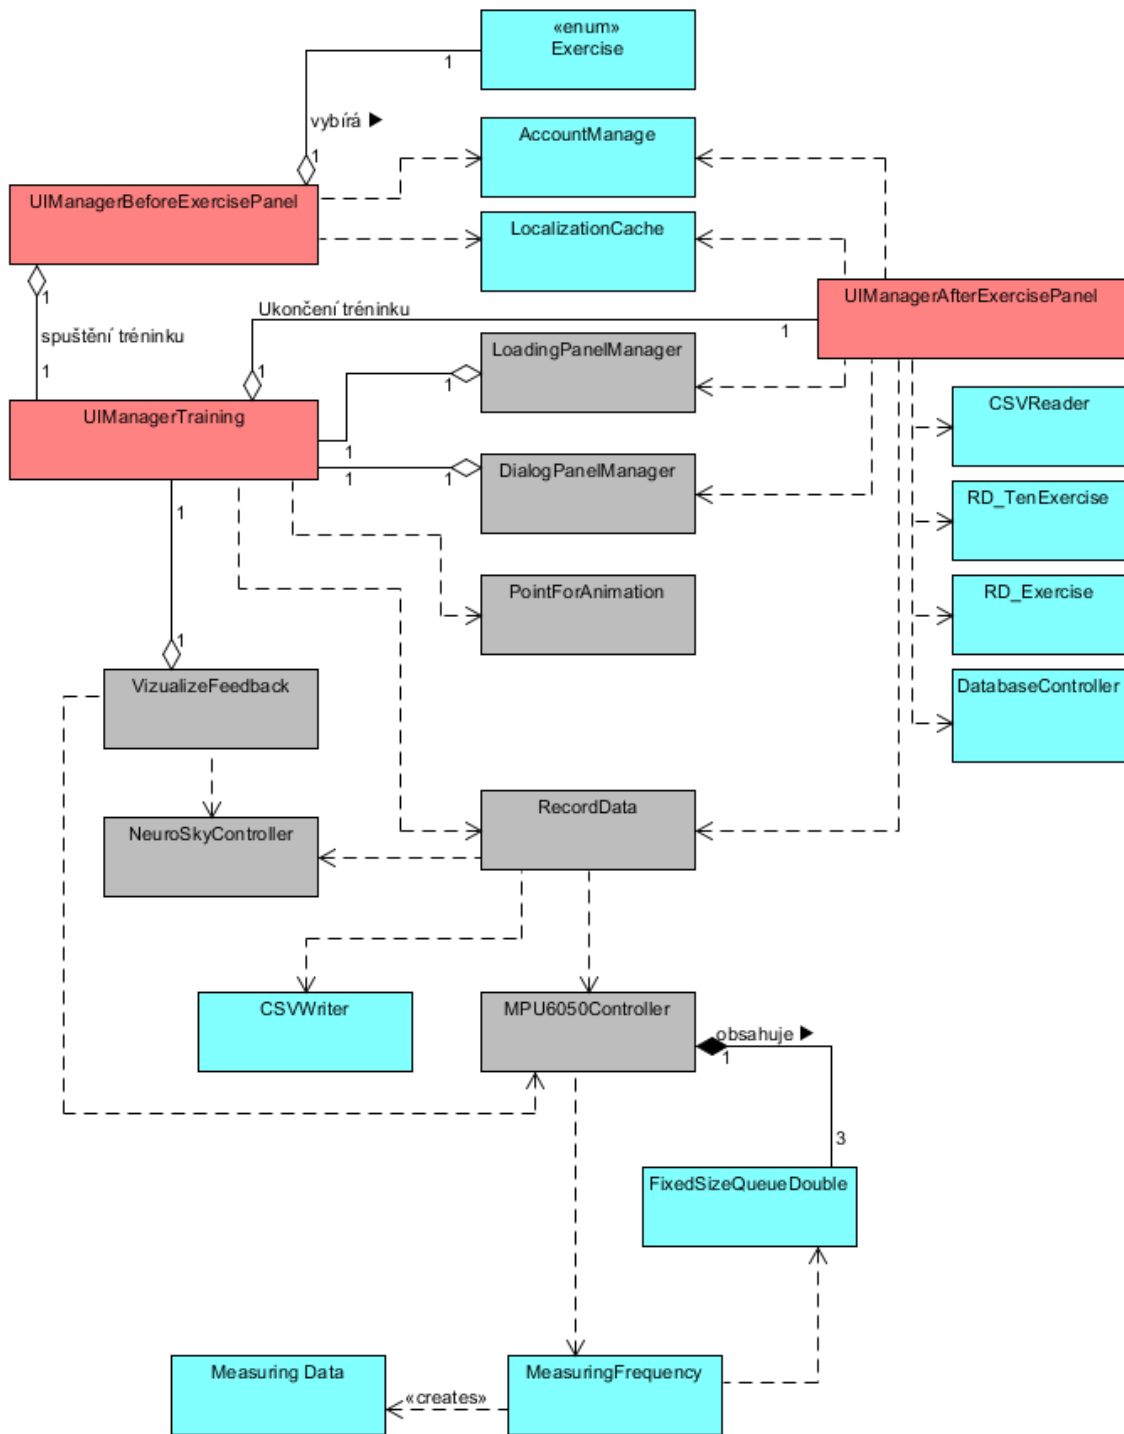 «enum»
Exercise
1
vybírá ▶
1
AccountManage
UIManagerBeforeExercisePanel
LocalizationCache
1
UIManagerAfterExercisePanel
Ukončení tréninku
1
spuštění tréninku
LoadingPanelManager
1
1
1
CSVReader
UIManagerTraining
1
DialogPanelManager
1
1
RD_TenExercise
1
PointForAnimation
RD_Exercise
1
VizualizeFeedback
DatabaseController
RecordData
NeuroSkyController
CSVWriter
MPU6050Controller
obsahuje ▶
1
3
FixedSizeQueueDouble
Measuring Data
«creates»
MeasuringFrequency